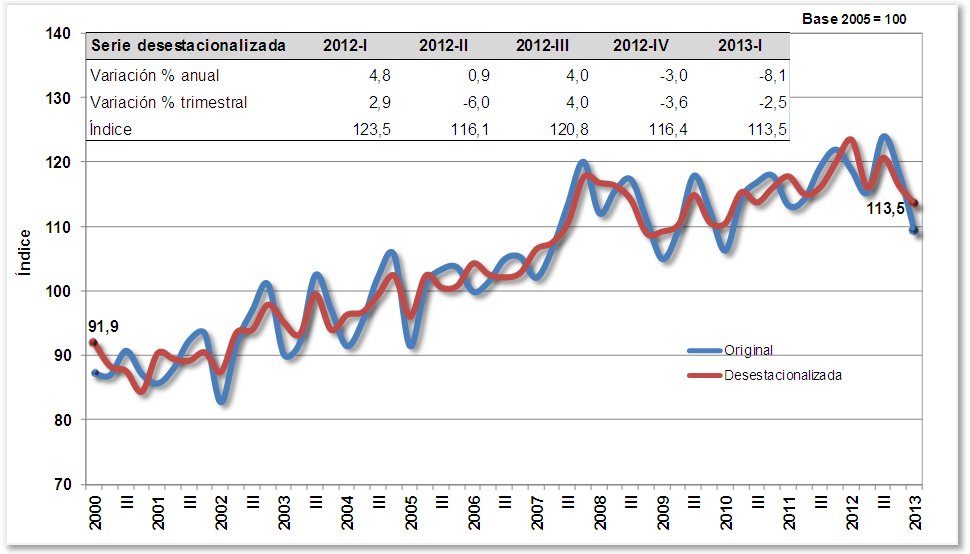 Base 2005 = 100
Serie desestacionalizada 2012-I 2012-II 2012-III 2012-IV 2013-I
Variación % anual 4,8 0,9 4,0 -3,0 -8,1
Variación % trimestral 2,9 -6,0 4,0 -3,6 -2,5
Índice 123,5 116,1 120,8 116,4 113,5
140
130
120
110
100
90
80
70
Índice
91,9
113,5
Original
Desestacionalizada
2000 III 2001 III 2002 III 2003 III 2004 III 2005 III 2006 III 2007 III 2008 III 2009 III 2010 III 2011 III 2012 III 2013